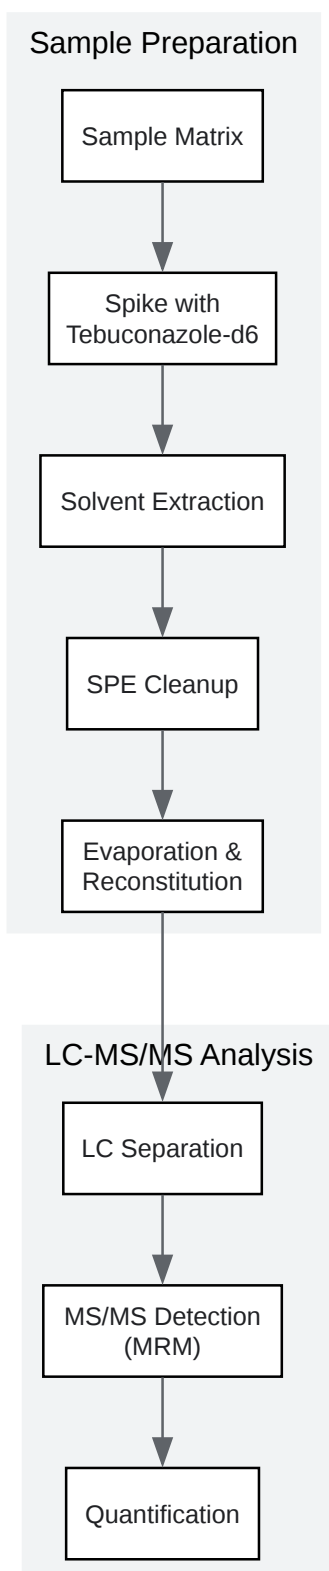 Sample Preparation
Sample Matrix
Spike with
Tebuconazole-d6
Solvent Extraction
SPE Cleanup
Evaporation &
Reconstitution
LC-MS/MS Analysis
LC Separation
MS/MS Detection
(MRM)
Quantification